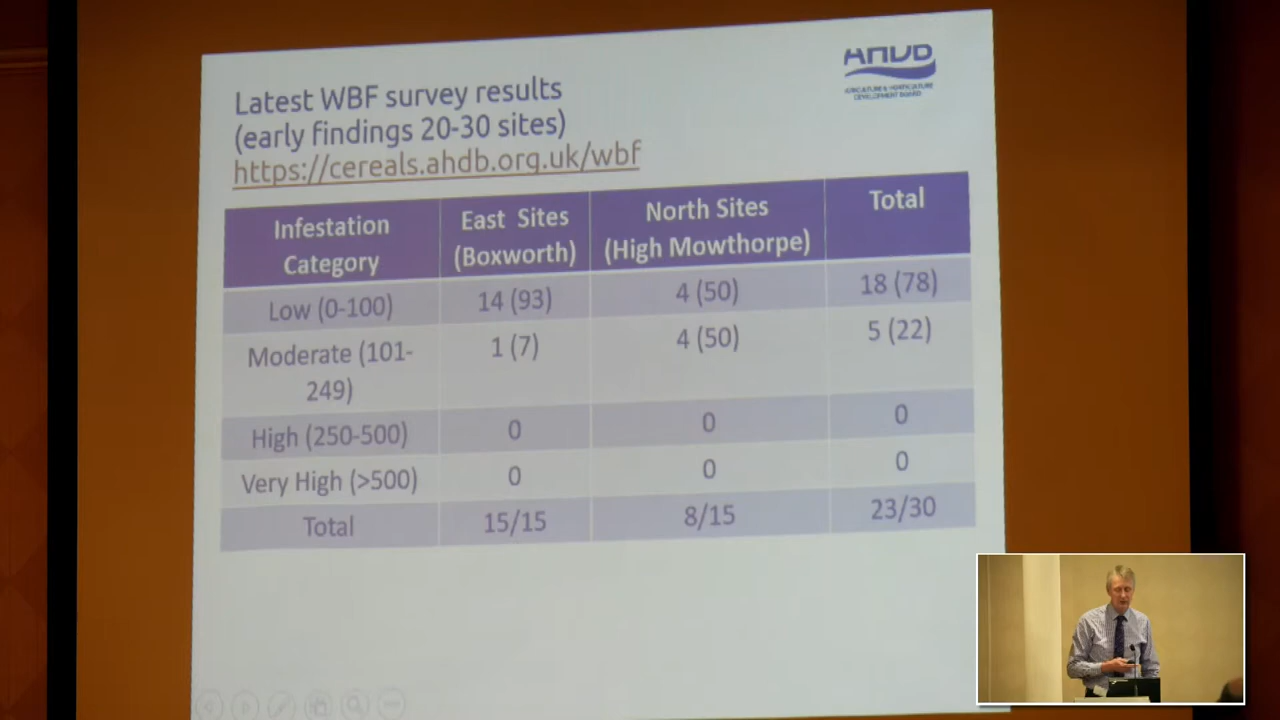 AHDB
AGRICULTURE & HORTICULTURE
DEVELOPMENT BOARD
Latest WBF survey results
(early findings 20-30 sites)
https://cereals.ahdb.org.uk/wbf
Infestation Category East Sites (Boxworth) North Sites (High Mowthorpe) Total
Low (0-100) 14 (93) 4 (50) 18 (78)
Moderate (101-249) 1 (7) 4 (50) 5 (22)
High (250-500) 0 0 0
Very High (>500) 0 0 0
Total 15/15 8/15 23/30